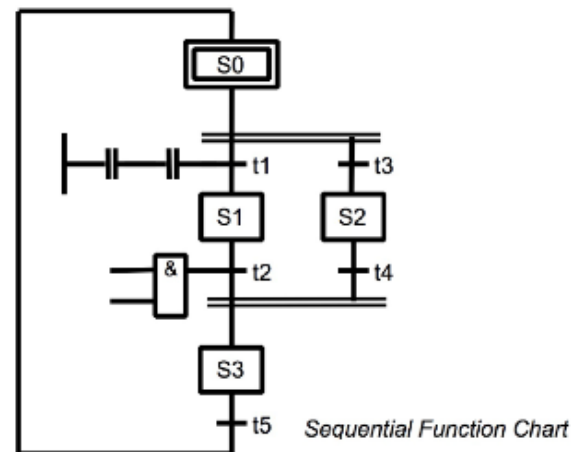 S0
t1
t3
S1
S2
&
t2
t4
S3
t5
Sequential Function Chart